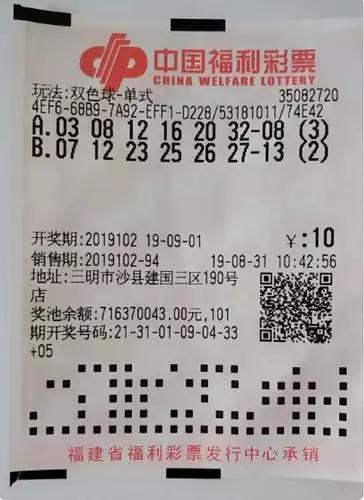 中国福利彩票
CHINA WELFARE LOTTERY
玩法:双色球-单式 35082720
4EF6-68B9-7A92-EFF1-D228/53181011/74E42
A.03 08 12 16 20 32-08 (3)
B.07 12 23 25 26 27-13 (2)
开奖期:2019102 19-09-01 ¥:10
销售期:2019102-94 19-08-31 10:42:56
地址:三明市沙县建国三区190号
店
奖池余额:716370043.00元,101
期开奖号码:21-31-01-09-04-33
+05
福建省福利彩票发行中心承销